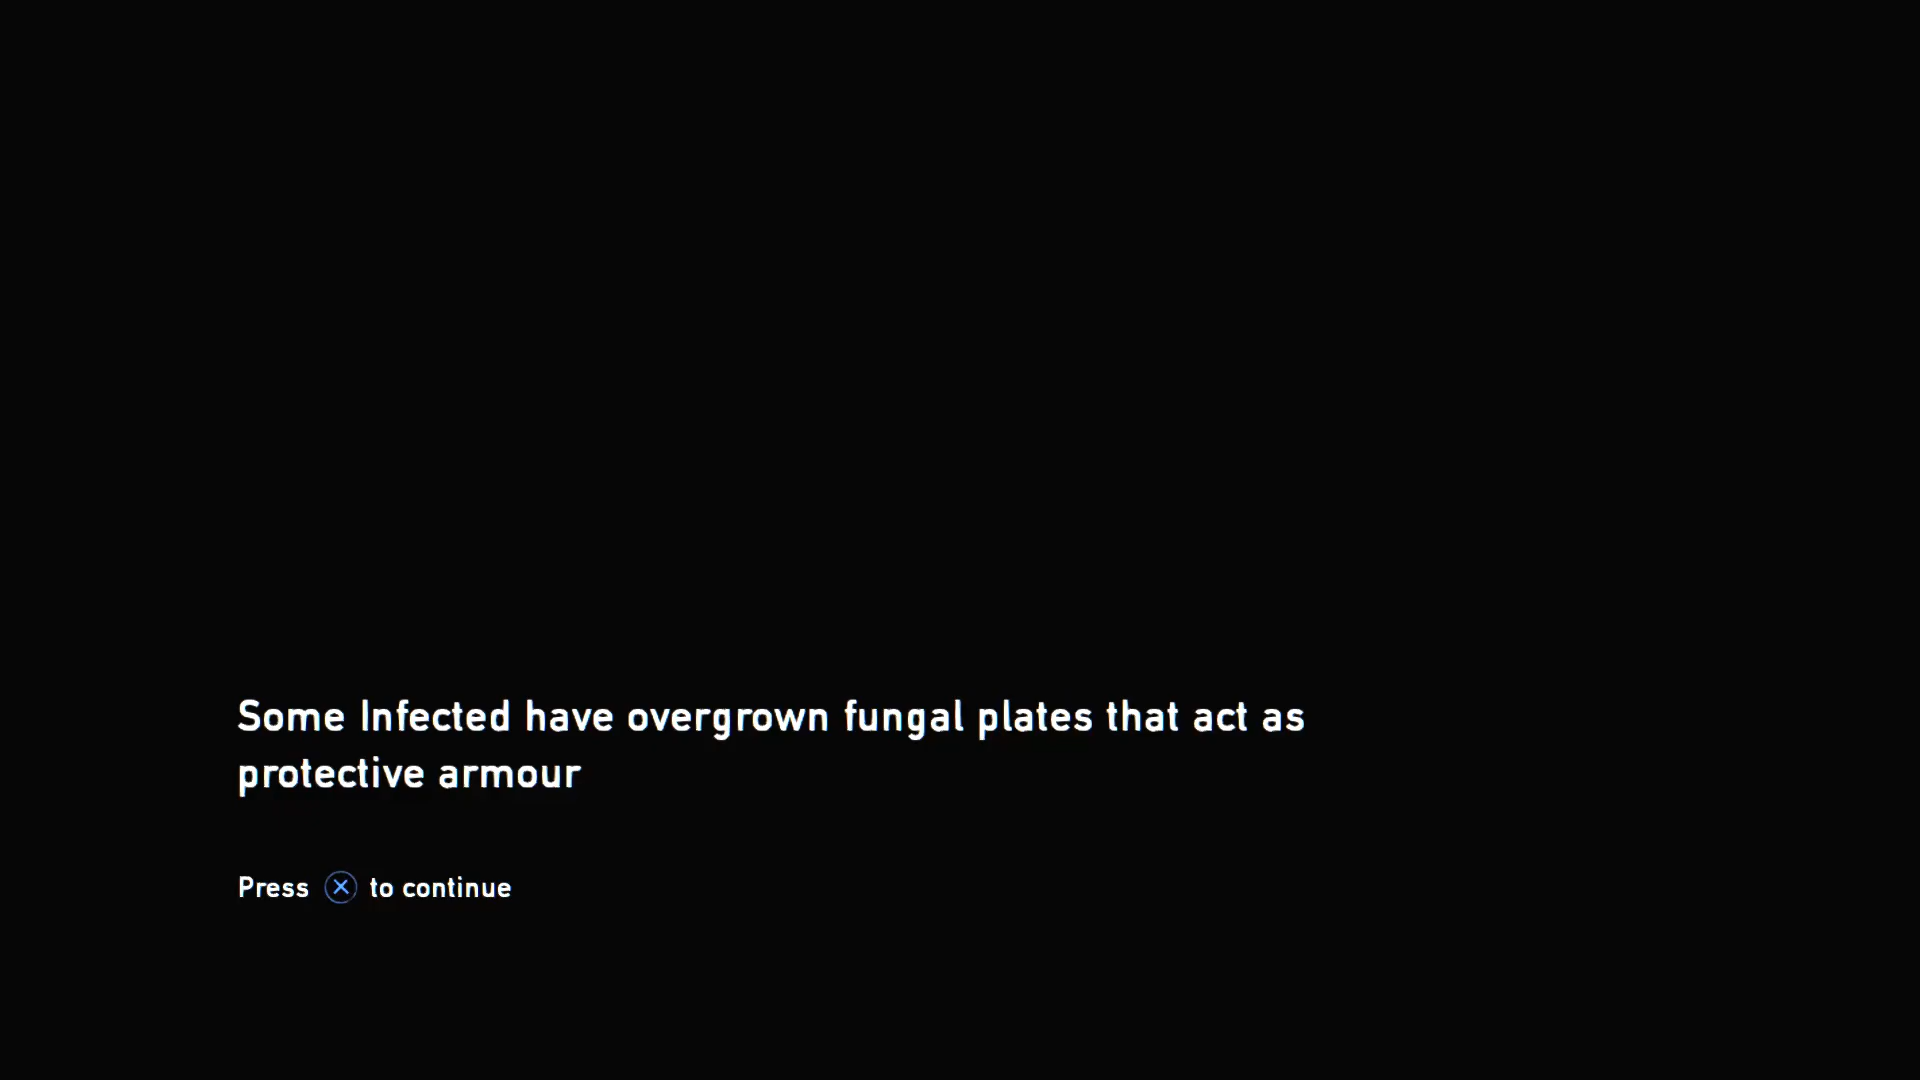 Some Infected have overgrown fungal plates that act as
protective armour
Press ⓧ to continue